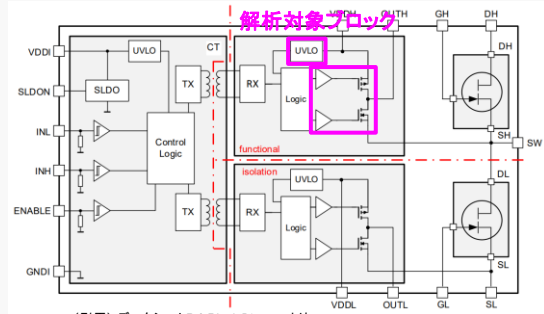 解析対象ブロック
VDDH
OUTH
GH
DH
VDDI
UVLO
CT
UVLO
DH
SLDON
SLDO
TX
RX
Logic
INL
Control
Logic
SH
SW
functional
INH
isolation
UVLO
DL
ENABLE
TX
RX
Logic
SL
GNDI
VDDL
OUTL
GL
SL